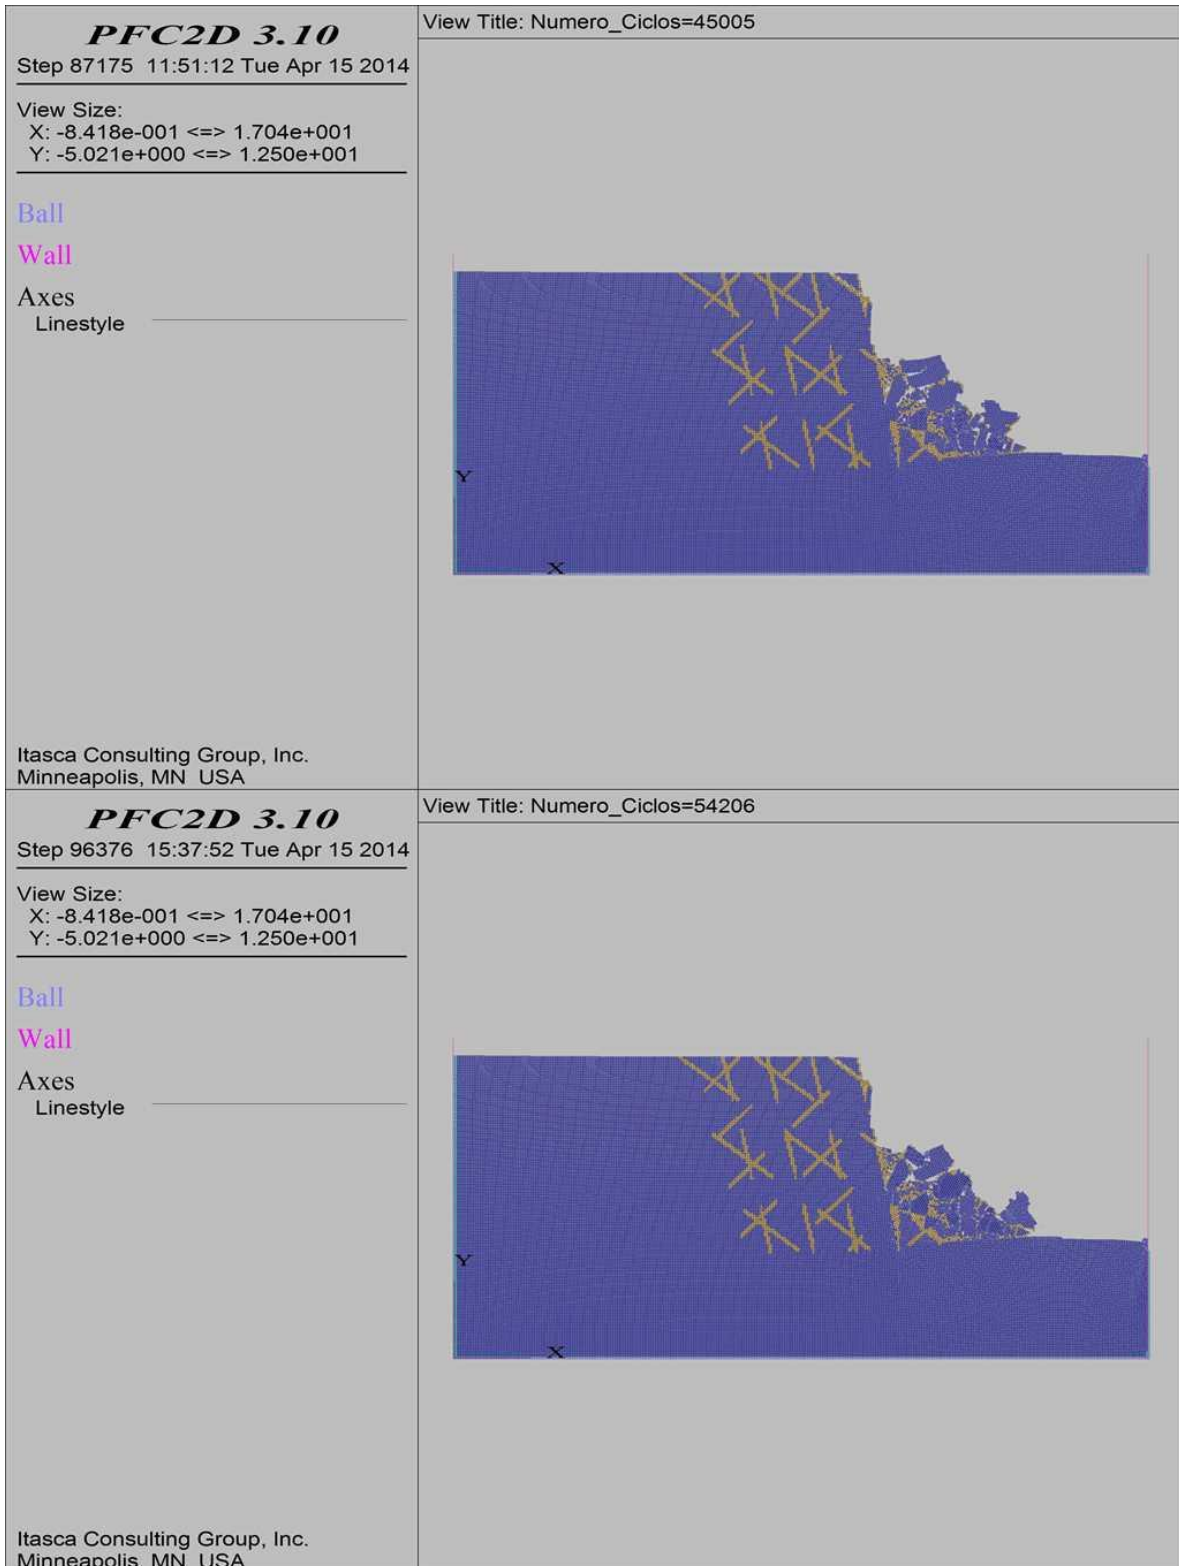 PFC2D 3.10
Step 87175  11:51:12 Tue Apr 15 2014
View Size:
X: -8.418e-001 <=> 1.704e+001
Y: -5.021e+000 <=> 1.250e+001
Ball
Wall
Axes
Linestyle
Itasca Consulting Group, Inc.
Minneapolis, MN  USA
View Title: Numero_Ciclos=45005
Y
X
PFC2D 3.10
Step 96376  15:37:52 Tue Apr 15 2014
View Size:
X: -8.418e-001 <=> 1.704e+001
Y: -5.021e+000 <=> 1.250e+001
Ball
Wall
Axes
Linestyle
Itasca Consulting Group, Inc.
Minneapolis, MN  USA
View Title: Numero_Ciclos=54206
Y
X